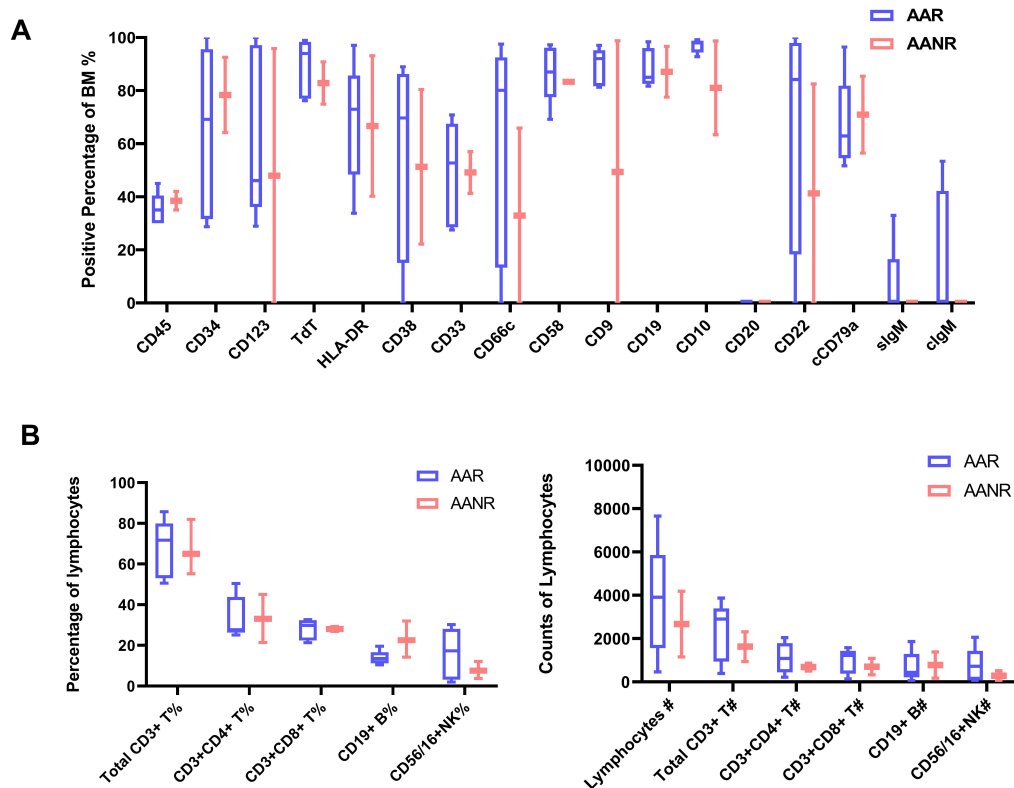 A
AAR
AANR
Positive Percentage of BM %
100
80
60
40
20
0
CD45
CD34
CD123
TdT
HLA-DR
CD38
CD33
CD66c
CD58
CD9
CD19
CD10
CD20
CD22
cCD79a
sIgM
cIgM
B
AAR
AANR
Percentage of lymphocytes
100
80
60
40
20
0
Total CD3+ T%
CD3+CD4+ T%
CD3+CD8+ T%
CD19+ B%
CD56/16+NK%
AAR
AANR
Counts of Lymphocytes
10000
8000
6000
4000
2000
0
Lymphocytes #
Total CD3+ T#
CD3+CD4+ T#
CD3+CD8+ T#
CD19+ B#
CD56/16+NK#